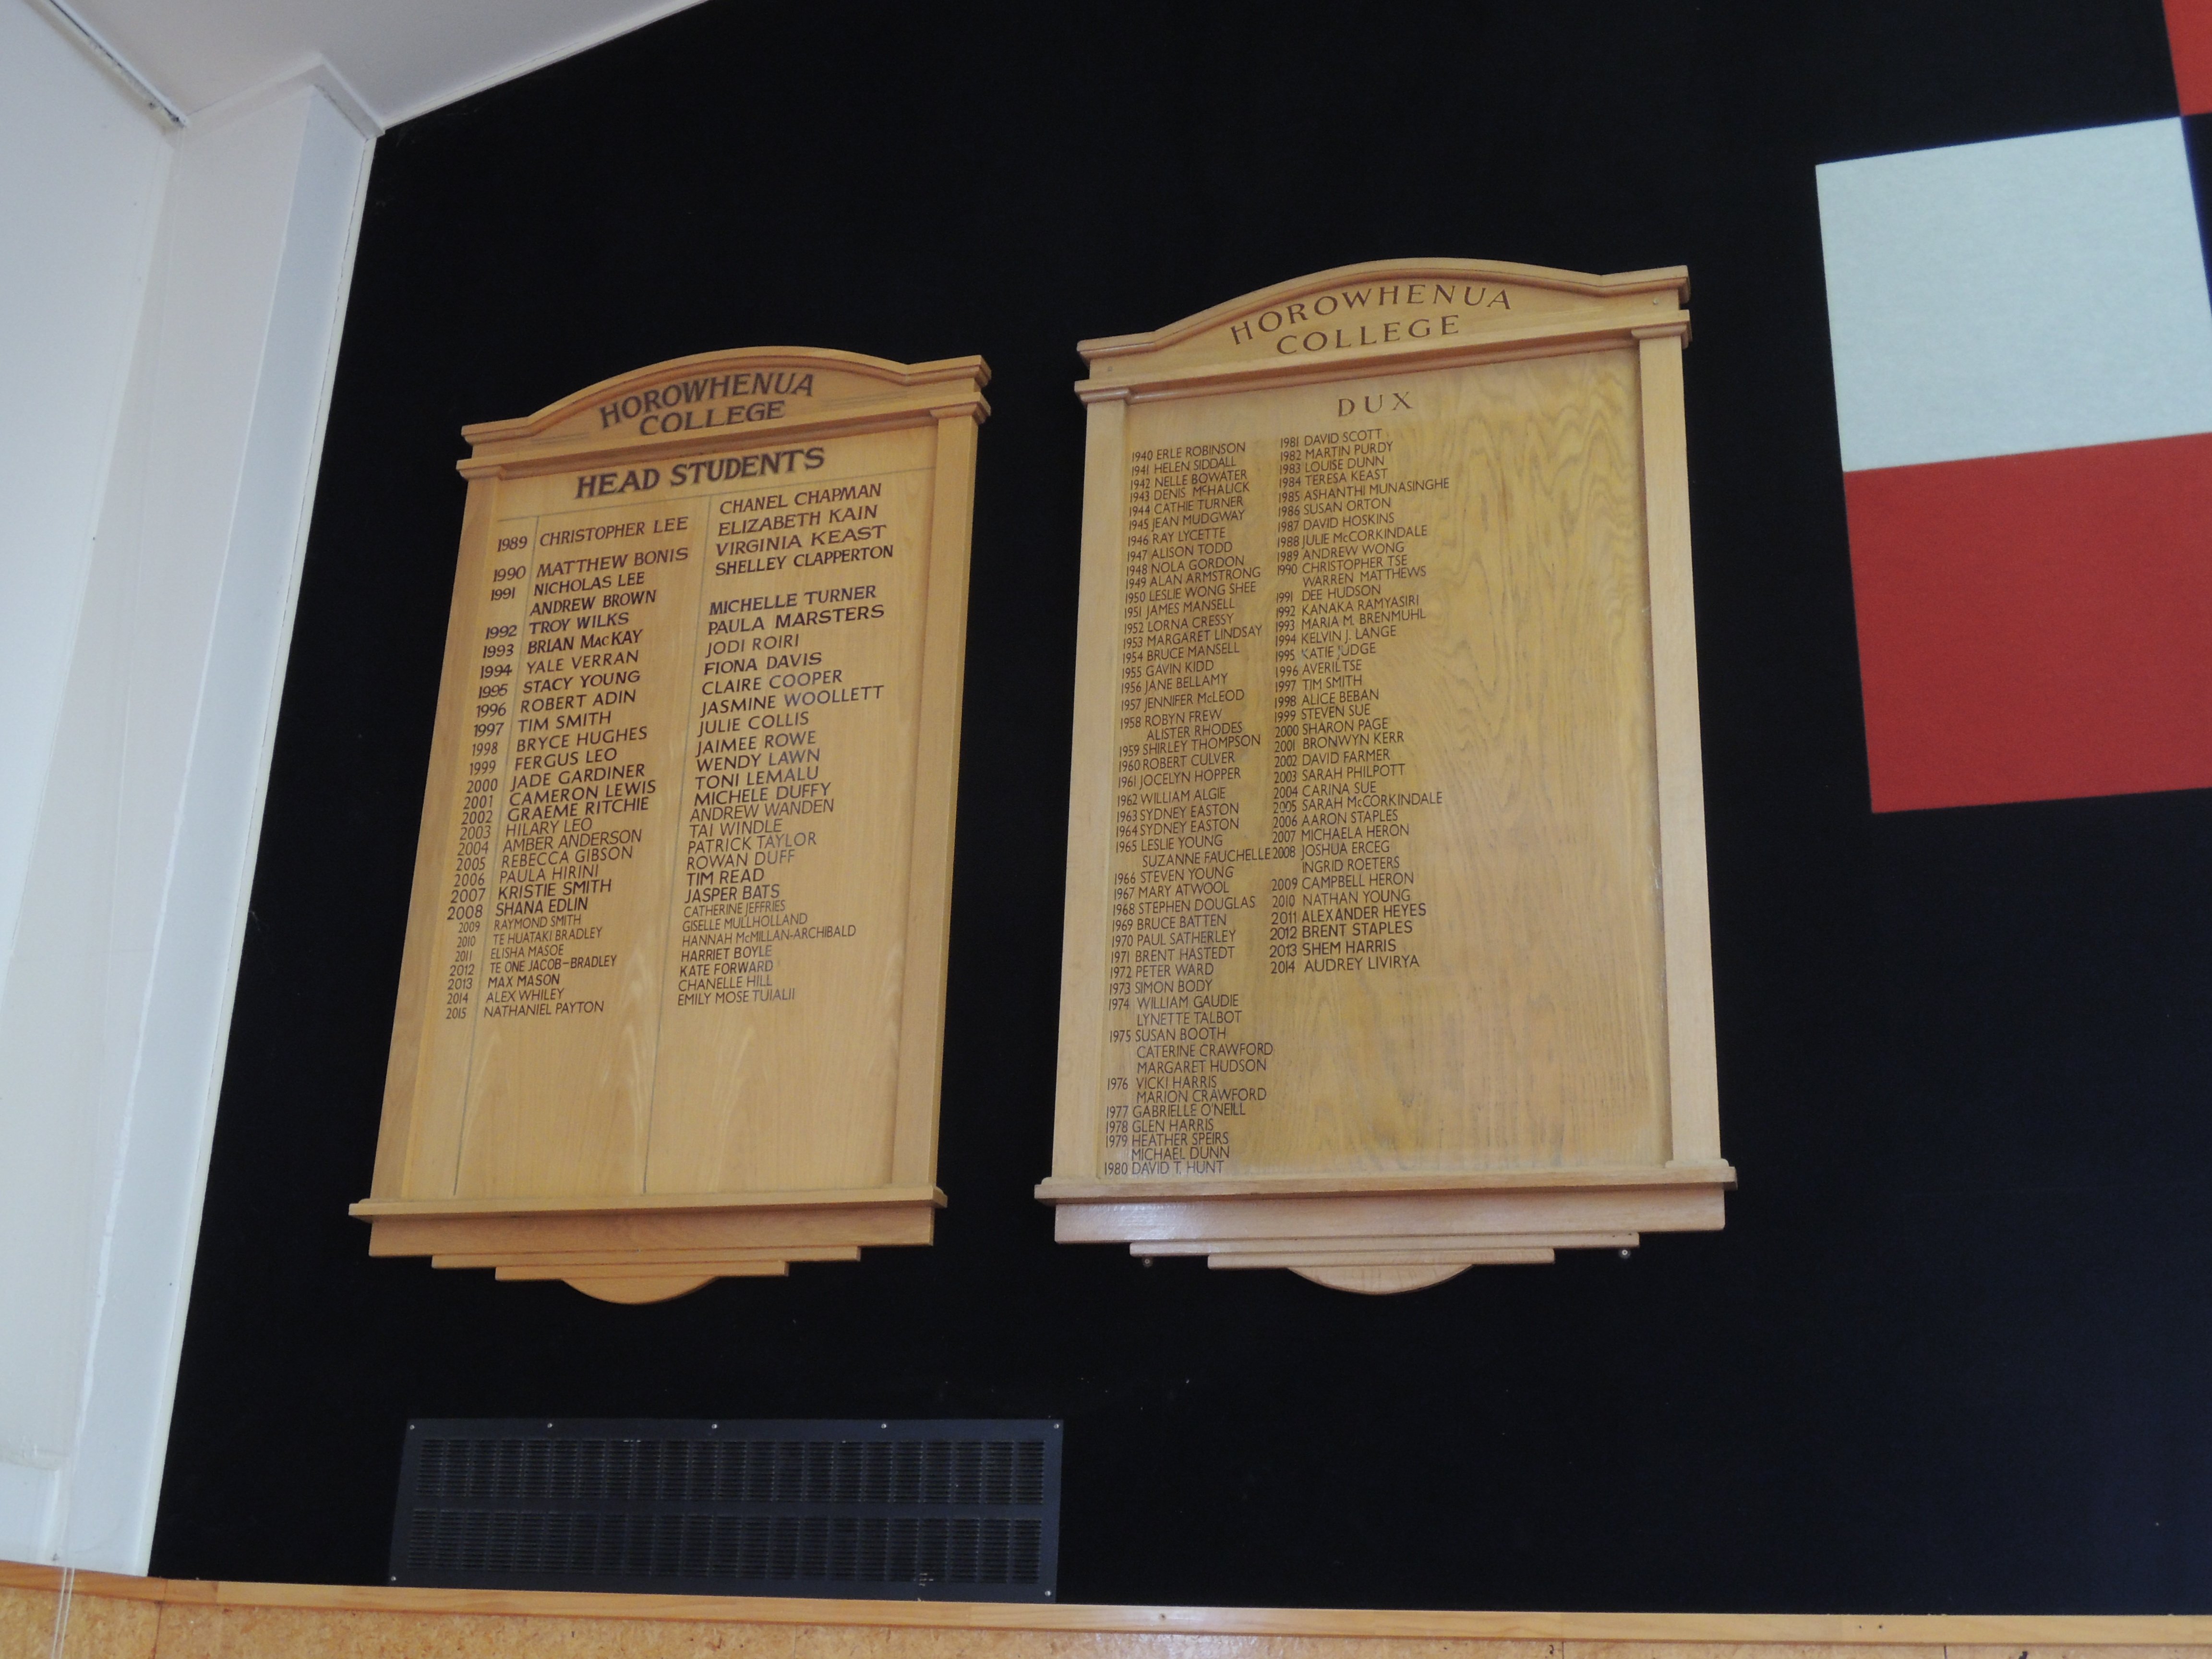 HOROWHENUA
COLLEGE
HEAD STUDENTS
CHANEL CHAPMAN
1989 CHRISTOPHER LEE ELIZABETH KAIN
VIRGINIA KEAST
1990 MATTHEW BONIS SHELLEY CLAPPERTON
1991 NICHOLAS LEE
ANDREW BROWN MICHELLE TURNER
1992 TROY WILKS PAULA MARSTERS
1993 BRIAN MacKAY JODI ROIRI
1994 YALE VERRAN FIONA DAVIS
1995 STACY YOUNG CLAIRE COOPER
1996 ROBERT ADIN JASMINE WOOLLETT
1997 TIM SMITH JULIE COLLIS
1998 BRYCE HUGHES JAIMEE ROWE
1999 FERGUS LEO WENDY LAWN
2000 JADE GARDINER TONI LEMALU
2001 CAMERON LEWIS MICHELE DUFFY
2002 GRAEME RITCHIE ANDREW WANDEN
2003 HILARY LEO TAI WINDLE
2004 AMBER ANDERSON PATRICK TAYLOR
2005 REBECCA GIBSON ROWAN DUFF
2006 PAULA HIRINI TIM READ
2007 KRISTIE SMITH JASPER BATS
2008 SHANA EDLIN CATHERINE JEFFRIES
2009 RAYMOND SMITH GISELLE MULLHOLLAND
2010 TE HUATAKI BRADLEY HANNAH McMILLAN-ARCHIBALD
2011 ELISHA MASOE HARRIET BOYLE
2012 TE ONE JACOB-BRADLEY KATE FORWARD
2013 MAX MASON CHANELLE HILL
2014 ALEX WHILEY EMILY MOSE TUIALII
2015 NATHANIEL PAYTON
HOROWHENUA
COLLEGE
DUX
1940 ERLE ROBINSON
1941 HELEN SIDDALL
1942 NELLE BOWATER
1943 DENIS McHALICK
1944 CATHIE TURNER
1945 JEAN MUDGWAY
1946 RAY LYCETTE
1947 ALISON TODD
1948 NOLA GORDON
1949 ALAN ARMSTRONG
1950 LESLIE WONG SHEE
1951 JAMES MANSELL
1952 LORNA CRESSY
1953 MARGARET LINDSAY
1954 BRUCE MANSELL
1955 GAVIN KIDD
1956 JANE BELLAMY
1957 JENNIFER McLEOD
1958 ROBYN FREW
ALISTER RHODES
1959 SHIRLEY THOMPSON
1960 ROBERT CULVER
1961 JOCELYN HOPPER
1962 WILLIAM ALGIE
1963 SYDNEY EASTON
1964 SYDNEY EASTON
1965 LESLIE YOUNG
SUZANNE FAUCHELLE
1966 STEVEN YOUNG
1967 MARY ATWOOL
1968 STEPHEN DOUGLAS
1969 BRUCE BATTEN
1970 PAUL SATHERLEY
1971 BRENT HASTEDT
1972 PETER WARD
1973 SIMON BODY
1974 WILLIAM GAUDIE
LYNETTE TALBOT
1975 SUSAN BOOTH
CATERINE CRAWFORD
MARGARET HUDSON
1976 VICKI HARRIS
MARION CRAWFORD
1977 GABRIELLE O'NEILL
1978 GLEN HARRIS
1979 HEATHER SPEIRS
MICHAEL DUNN
1980 DAVID T. HUNT
1981 DAVID SCOTT
1982 MARTIN PURDY
1983 LOUISE DUNN
1984 TERESA KEAST
1985 ASHANTHI MUNASINGHE
1986 SUSAN ORTON
1987 DAVID HOSKINS
1988 JULIE McCORKINDALE
1989 ANDREW WONG
1990 CHRISTOPHER TSE
WARREN MATTHEWS
1991 DEE HUDSON
1992 KANAKA RAMYASIRI
1993 MARIA M. BRENMUHL
1994 KELVIN J. LANGE
1995 KATIE JUDGE
1996 AVERIL TSE
1997 TIM SMITH
1998 ALICE BEBAN
1999 STEVEN SUE
2000 SHARON PAGE
2001 BRONWYN KERR
2002 DAVID FARMER
2003 SARAH PHILPOTT
2004 CARINA SUE
2005 SARAH McCORKINDALE
2006 AARON STAPLES
2007 MICHAELA HERON
2008 JOSHUA ERCEG
INGRID ROETERS
2009 CAMPBELL HERON
2010 NATHAN YOUNG
2011 ALEXANDER HEYES
2012 BRENT STAPLES
2013 SHEM HARRIS
2014 AUDREY LIVIRYA